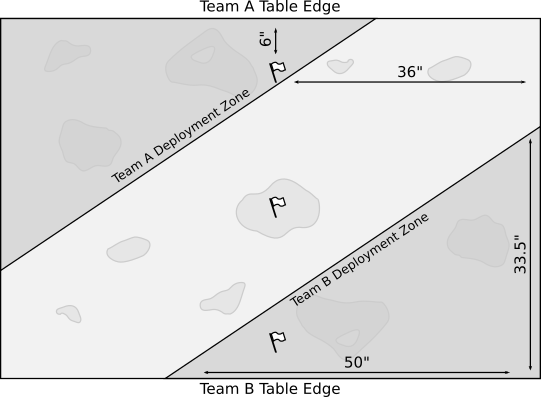 Team A Table Edge
6"
36"
Team A Deployment Zone
Team B Deployment Zone
33.5"
50"
Team B Table Edge